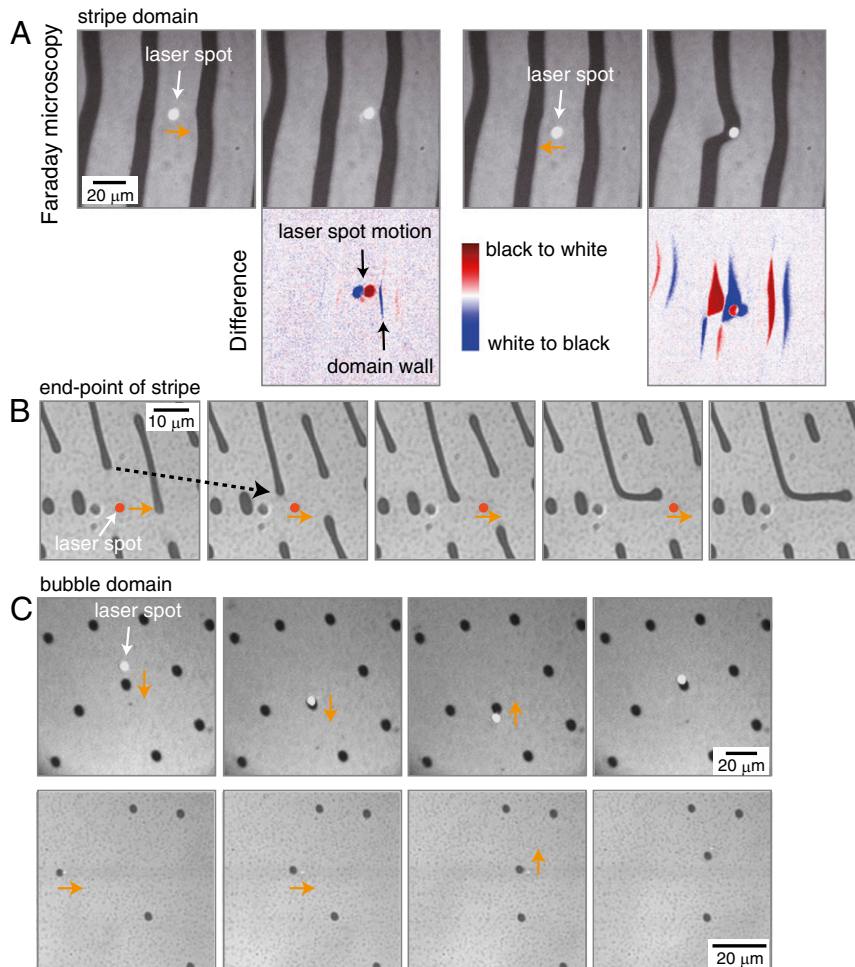 A
stripe domain
Faraday microscopy
laser spot
20 μm
laser spot
Difference
laser spot motion
domain wall
black to white
white to black
B
end-point of stripe
10 μm
laser spot
C
bubble domain
laser spot
20 μm
20 μm